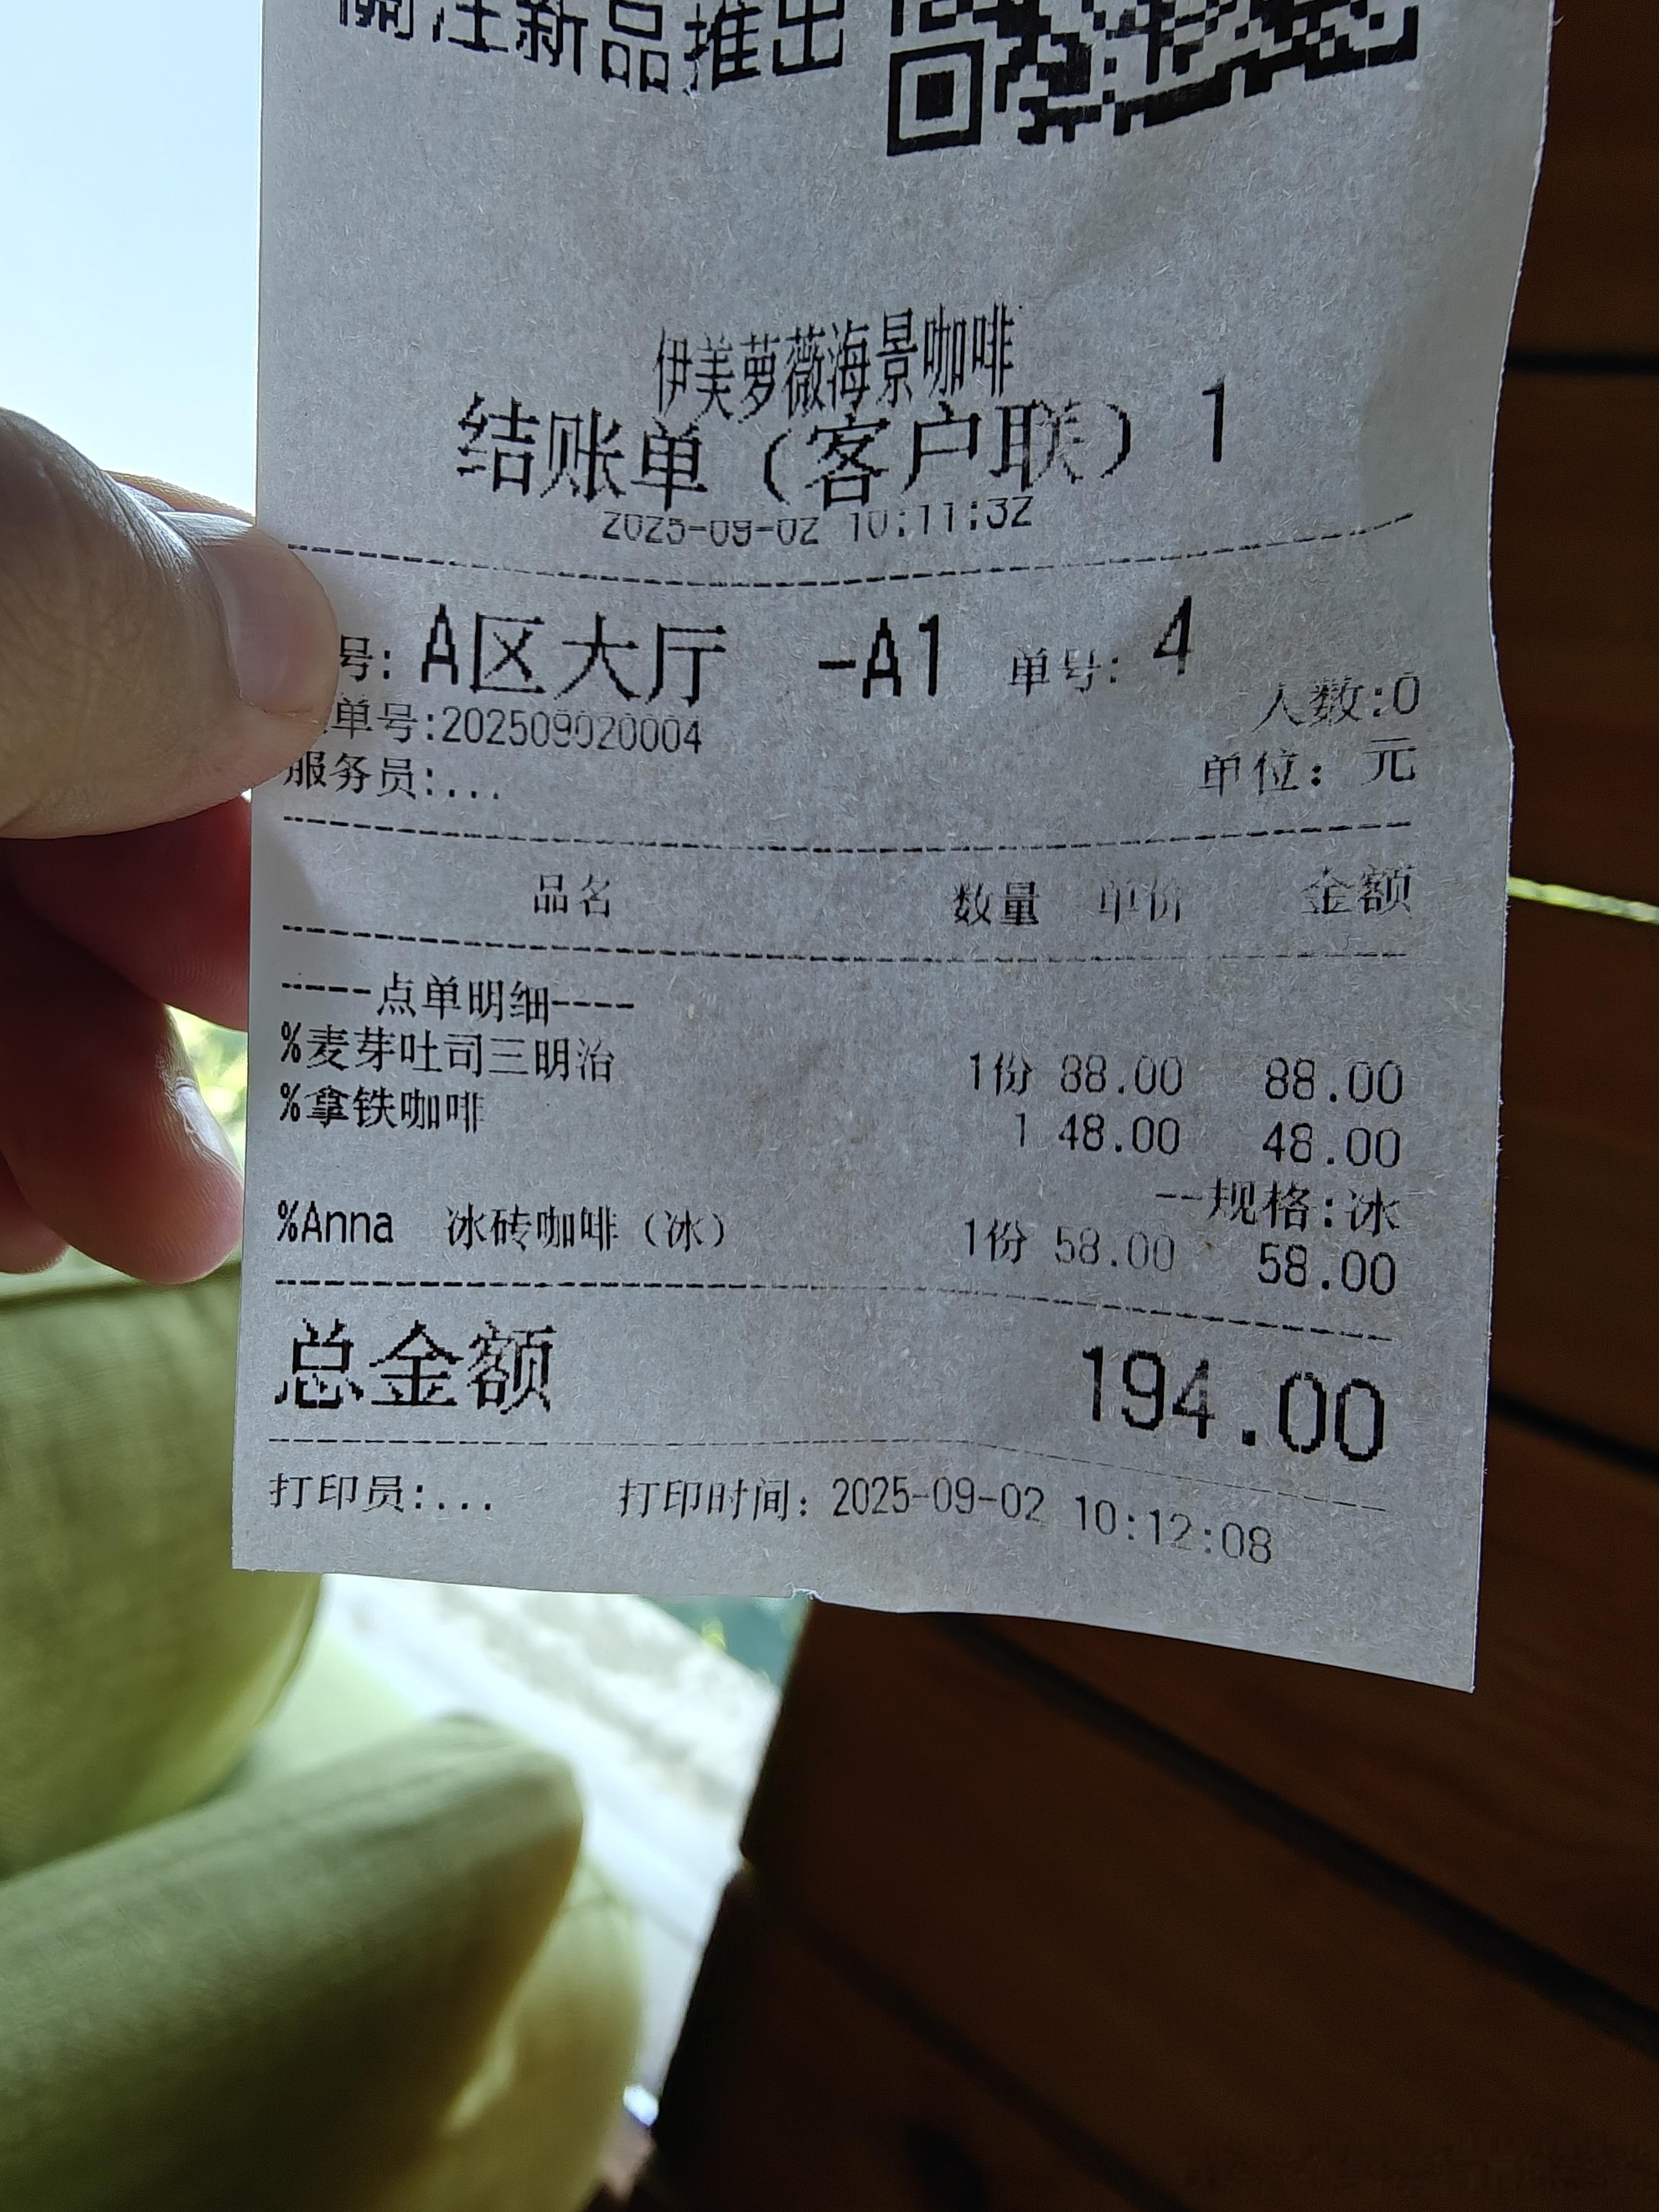 關注新品推出
伊美萝薇海景咖啡
结账单（客户联）1
2025-09-02 10:11:32
号: A区大厅 -A1 单号: 4
单号:202509020004 人数:0
服务员:... 单位: 元
品名 数量 单价 金额
----点单明细----
%麦芽吐司三明治 1份 88.00 88.00
%拿铁咖啡 1 48.00 48.00
--规格:冰
%Anna 冰砖咖啡（冰） 1份 58.00 58.00
总金额 194.00
打印员:... 打印时间: 2025-09-02 10:12:08